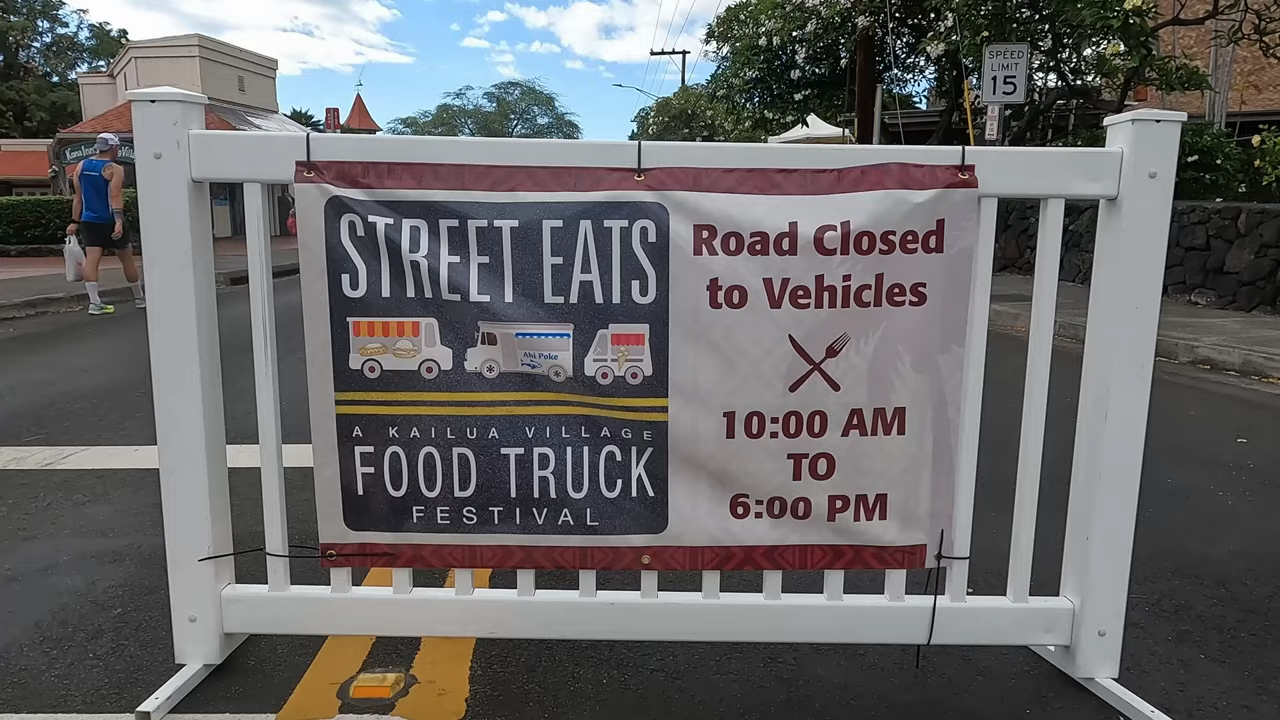 SPEED
LIMIT
15
STREET EATS
Ahi Poke
A KAILUA VILLAGE
FOOD TRUCK
FESTIVAL
Road Closed
to Vehicles
10:00 AM
TO
6:00 PM